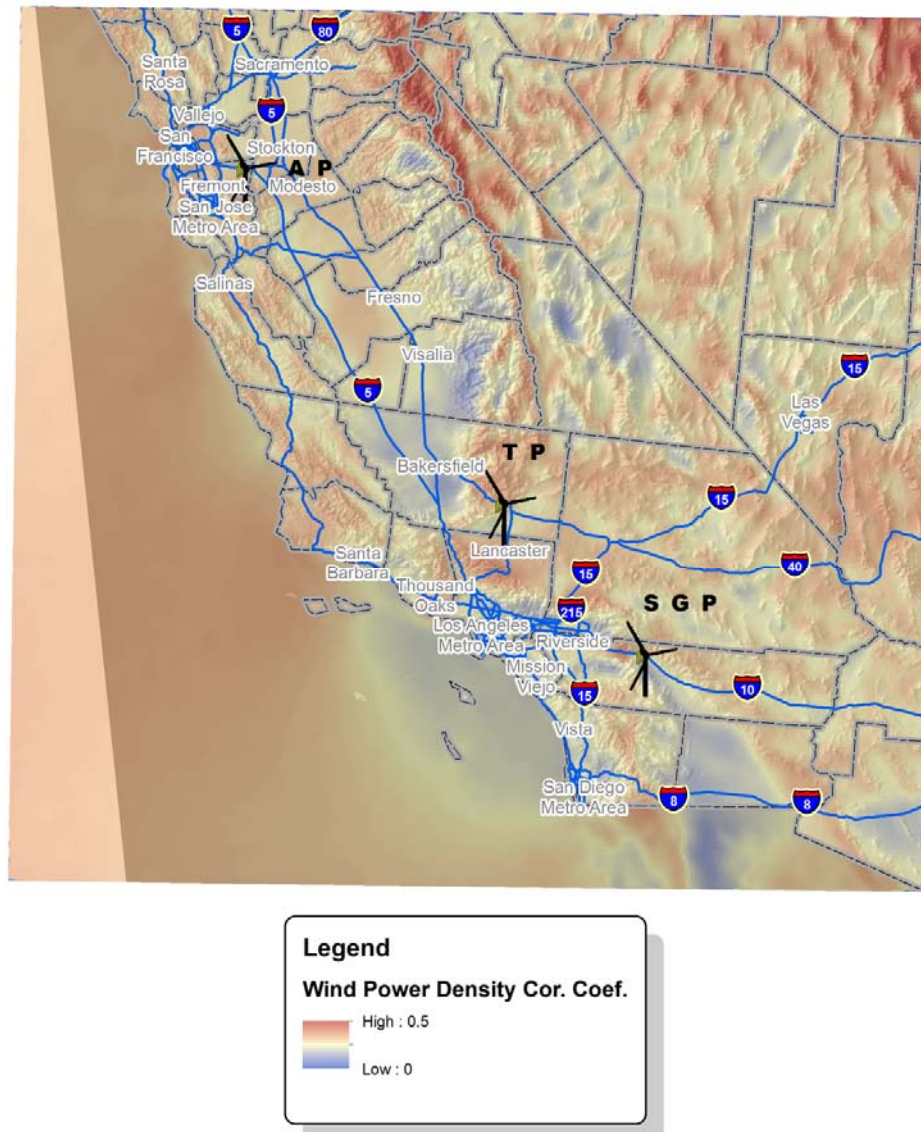 5
80
Santa
Rosa
Sacramento
Vallejo
5
San
Francisco
Stockton
A P
Fremont
Modesto
San Jose
Metro Area
Salinas
Fresno
Visalia
5
15
Las
Vegas
T P
Bakersfield
15
Lancaster
Santa
Barbara
15
40
Thousand
Oaks
215
S G P
Los Angeles
Metro Area
Riverside
Mission
Viejo
15
10
Vista
San Diego
Metro Area
8
8
Legend
Wind Power Density Cor. Coef.
High : 0.5
Low : 0